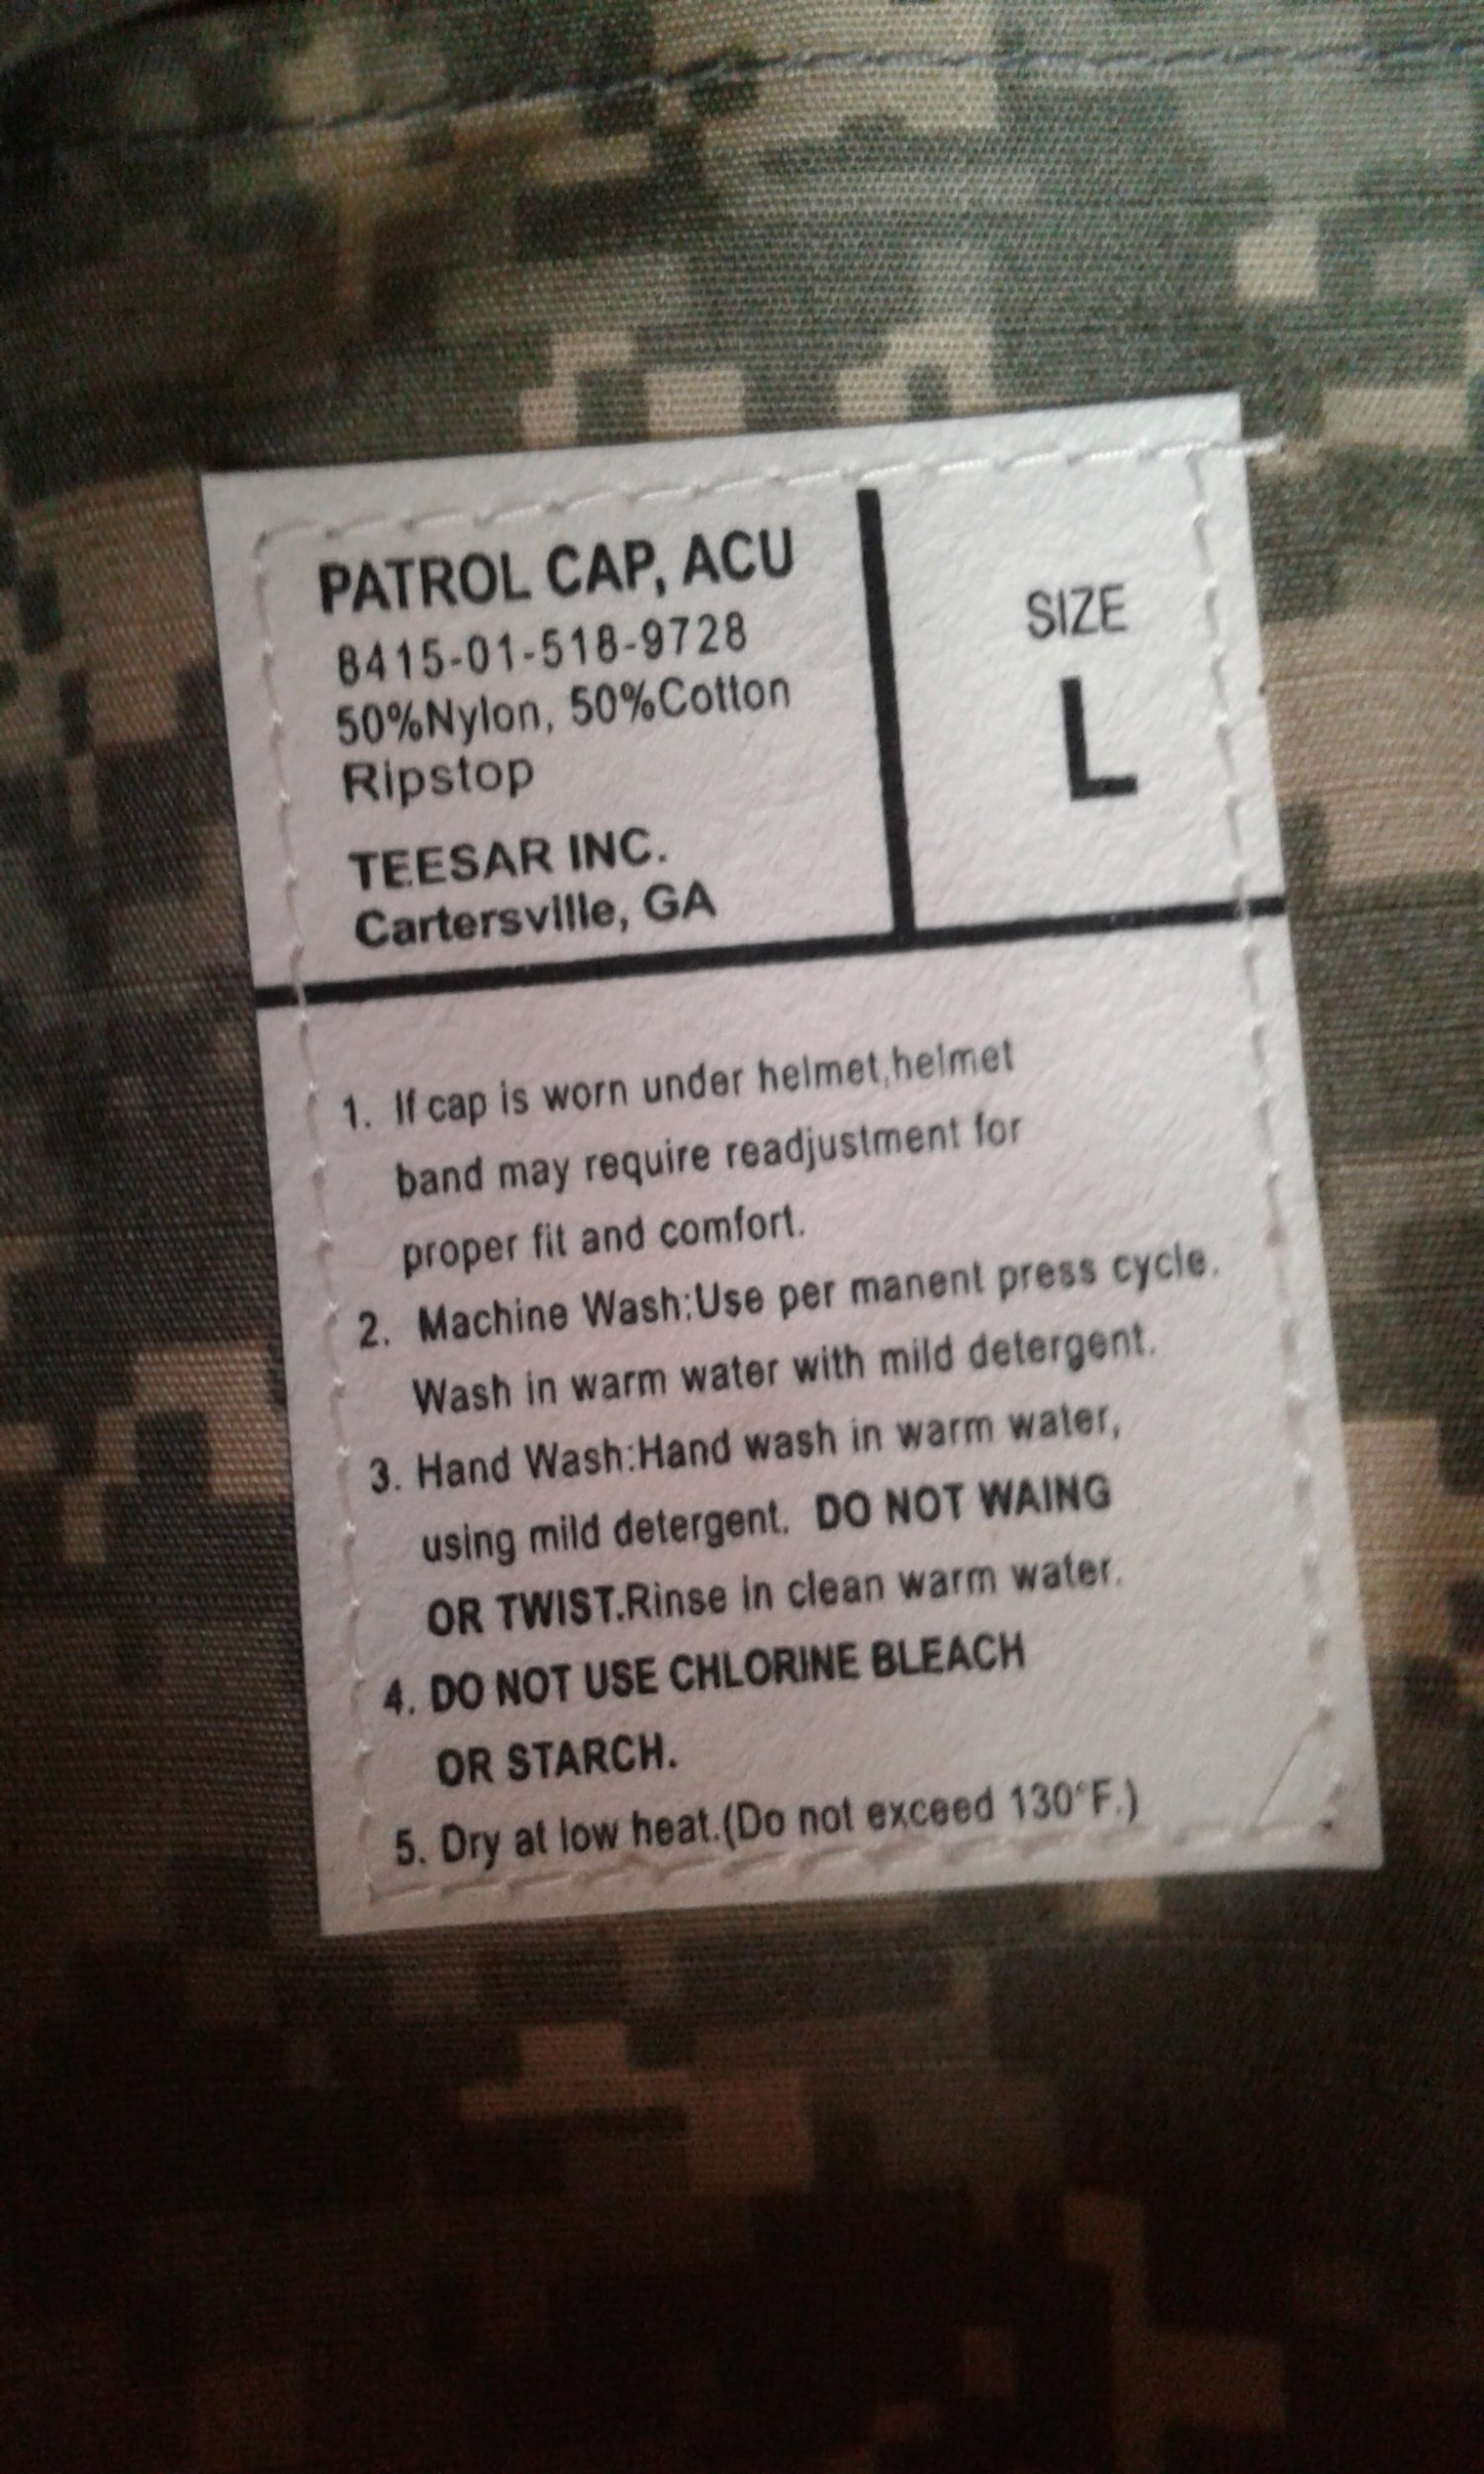 PATROL CAP, ACU
8415-01-518-9728
50%Nylon, 50%Cotton
Ripstop
TEESAR INC.
Cartersville, GA
SIZE
L
1. If cap is worn under helmet,helmet
band may require readjustment for
proper fit and comfort.
2. Machine Wash:Use per manent press cycle.
Wash in warm water with mild detergent.
3. Hand Wash:Hand wash in warm water,
using mild detergent. DO NOT WAING
OR TWIST.Rinse in clean warm water.
4. DO NOT USE CHLORINE BLEACH
OR STARCH.
5. Dry at low heat.(Do not exceed 130°F.)